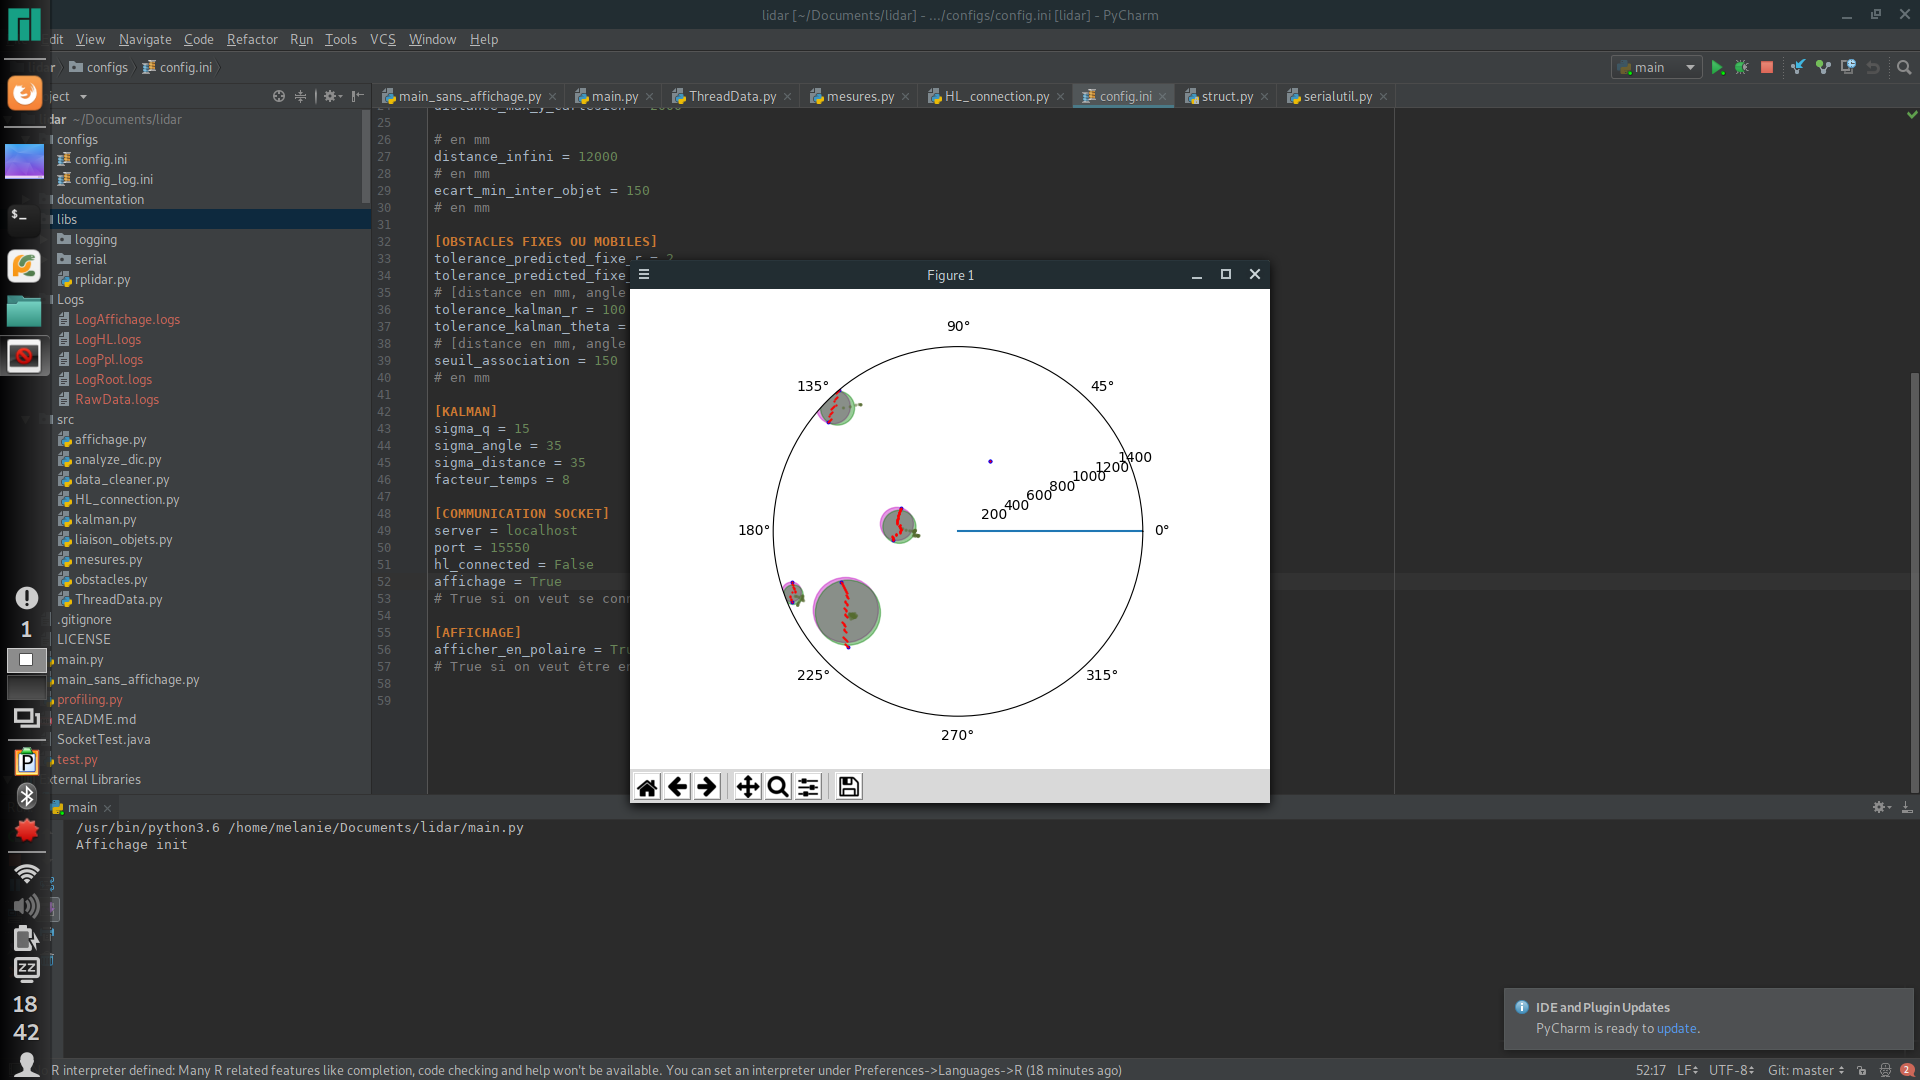 lidar [~/Documents/lidar] - .../configs/config.ini [lidar] - PyCharm
dit View Navigate Code Refactor Run Tools VCS Window Help
configs config.ini
main
ject
main_sans_affichage.py main.py ThreadData.py mesures.py HL_connection.py config.ini struct.py serialutil.py
dar ~/Documents/lidar
configs
config.ini
config_log.ini
documentation
libs
logging
serial
rplidar.py
Logs
LogAffichage.logs
LogHL.logs
LogPpl.logs
LogRoot.logs
RawData.logs
src
affichage.py
analyze_dic.py
data_cleaner.py
HL_connection.py
kalman.py
liaison_objets.py
mesures.py
obstacles.py
ThreadData.py
.gitignore
LICENSE
main.py
main_sans_affichage.py
profiling.py
README.md
SocketTest.java
test.py
xternal Libraries
25
26 # en mm
27 distance_infini = 12000
28 # en mm
29 ecart_min_inter_objet = 150
30 # en mm
31
32 [OBSTACLES FIXES OU MOBILES]
33 tolerance_predicted_fixe_r = 2
34 tolerance_predicted_fixe_
35 # [distance en mm, angle
36 tolerance_kalman_r = 100
37 tolerance_kalman_theta =
38 # [distance en mm, angle
39 seuil_association = 150
40 # en mm
41
42 [KALMAN]
43 sigma_q = 15
44 sigma_angle = 35
45 sigma_distance = 35
46 facteur_temps = 8
47
48 [COMMUNICATION SOCKET]
49 server = localhost
50 port = 15550
51 hl_connected = False
52 affichage = True
53 # True si on veut se conn
54
55 [AFFICHAGE]
56 afficher_en_polaire = Tru
57 # True si on veut être en
58
59
Figure 1
90°
135° 45°
1400
1200
1000
800
600
400
200
180° 0°
225° 315°
270°
main
/usr/bin/python3.6 /home/melanie/Documents/lidar/main.py
Affichage init
$_
1
P
ZZ
18
42
IDE and Plugin Updates
PyCharm is ready to update.
R interpreter defined: Many R related features like completion, code checking and help won't be available. You can set an interpreter under Preferences->Languages->R (18 minutes ago)
52:17 LF UTF-8 Git: master 2